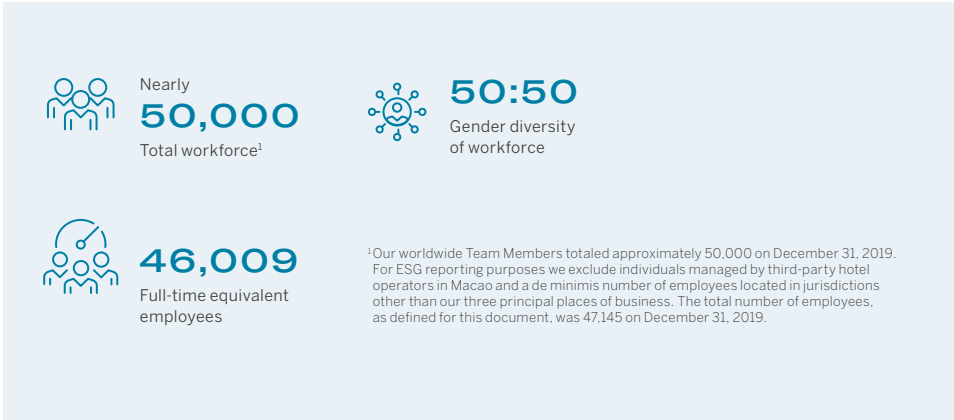 Nearly
50,000
Total workforce¹
50:50
Gender diversity
of workforce
46,009
Full-time equivalent
employees
¹Our worldwide Team Members totaled approximately 50,000 on December 31, 2019.
For ESG reporting purposes we exclude individuals managed by third-party hotel
operators in Macao and a de minimis number of employees located in jurisdictions
other than our three principal places of business. The total number of employees,
as defined for this document, was 47,145 on December 31, 2019.